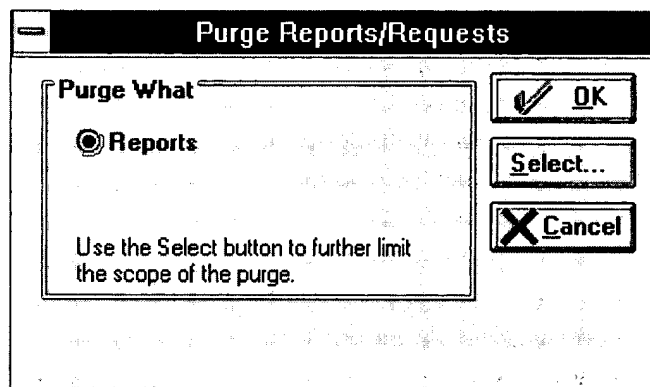 Purge Reports/Requests
Purge What
Reports
Use the Select button to further limit
the scope of the purge.
OK
Select...
Cancel